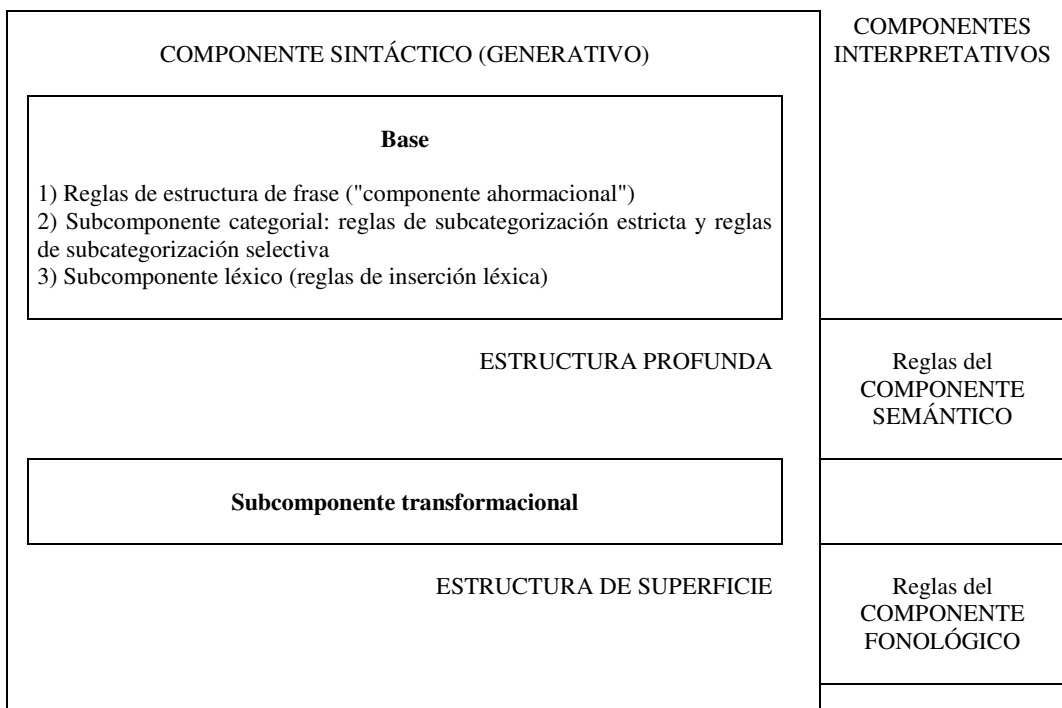 COMPONENTE SINTÁCTICO (GENERATIVO)
COMPONENTES
INTERPRETATIVOS
Base
1) Reglas de estructura de frase ("componente ahormacional")
2) Subcomponente categorial: reglas de subcategorización estricta y reglas
de subcategorización selectiva
3) Subcomponente léxico (reglas de inserción léxica)
ESTRUCTURA PROFUNDA
Reglas del
COMPONENTE
SEMÁNTICO
Subcomponente transformacional
ESTRUCTURA DE SUPERFICIE
Reglas del
COMPONENTE
FONOLÓGICO